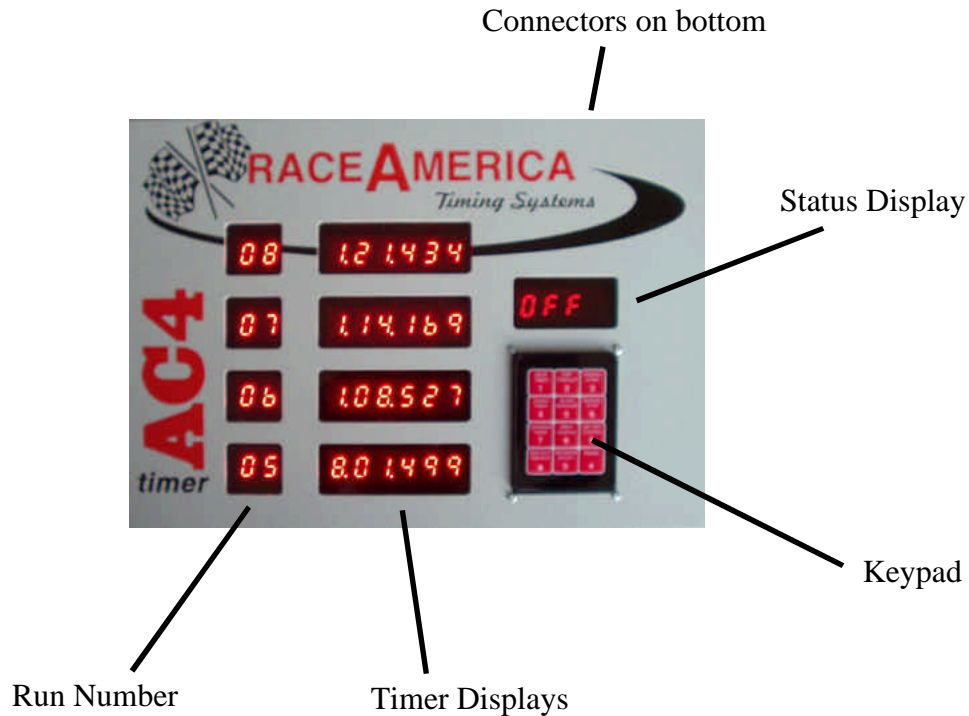 Connectors on bottom
RACEAMERICA
Timing Systems
Status Display
08 1.21.434
OFF
07 1.14.169
AC4
06 1.08.527
timer
05 8.01.499
Keypad
Run Number
Timer Displays